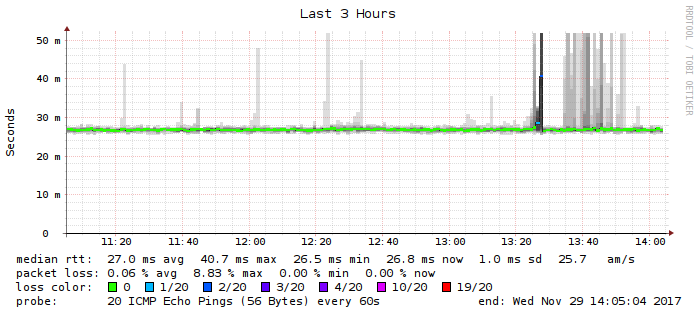 Last 3 Hours
RRDTOOL / TOBI OETIKER
Seconds
50 m
40 m
30 m
20 m
10 m
0
11:20 11:40 12:00 12:20 12:40 13:00 13:20 13:40 14:00
median rtt: 27.0 ms avg 40.7 ms max 26.5 ms min 26.8 ms now 1.0 ms sd 25.7 am/s
packet loss: 0.06 % avg 8.83 % max 0.00 % min 0.00 % now
loss color: 0 1/20 2/20 3/20 4/20 10/20 19/20
probe: 20 ICMP Echo Pings (56 Bytes) every 60s end: Wed Nov 29 14:05:04 2017